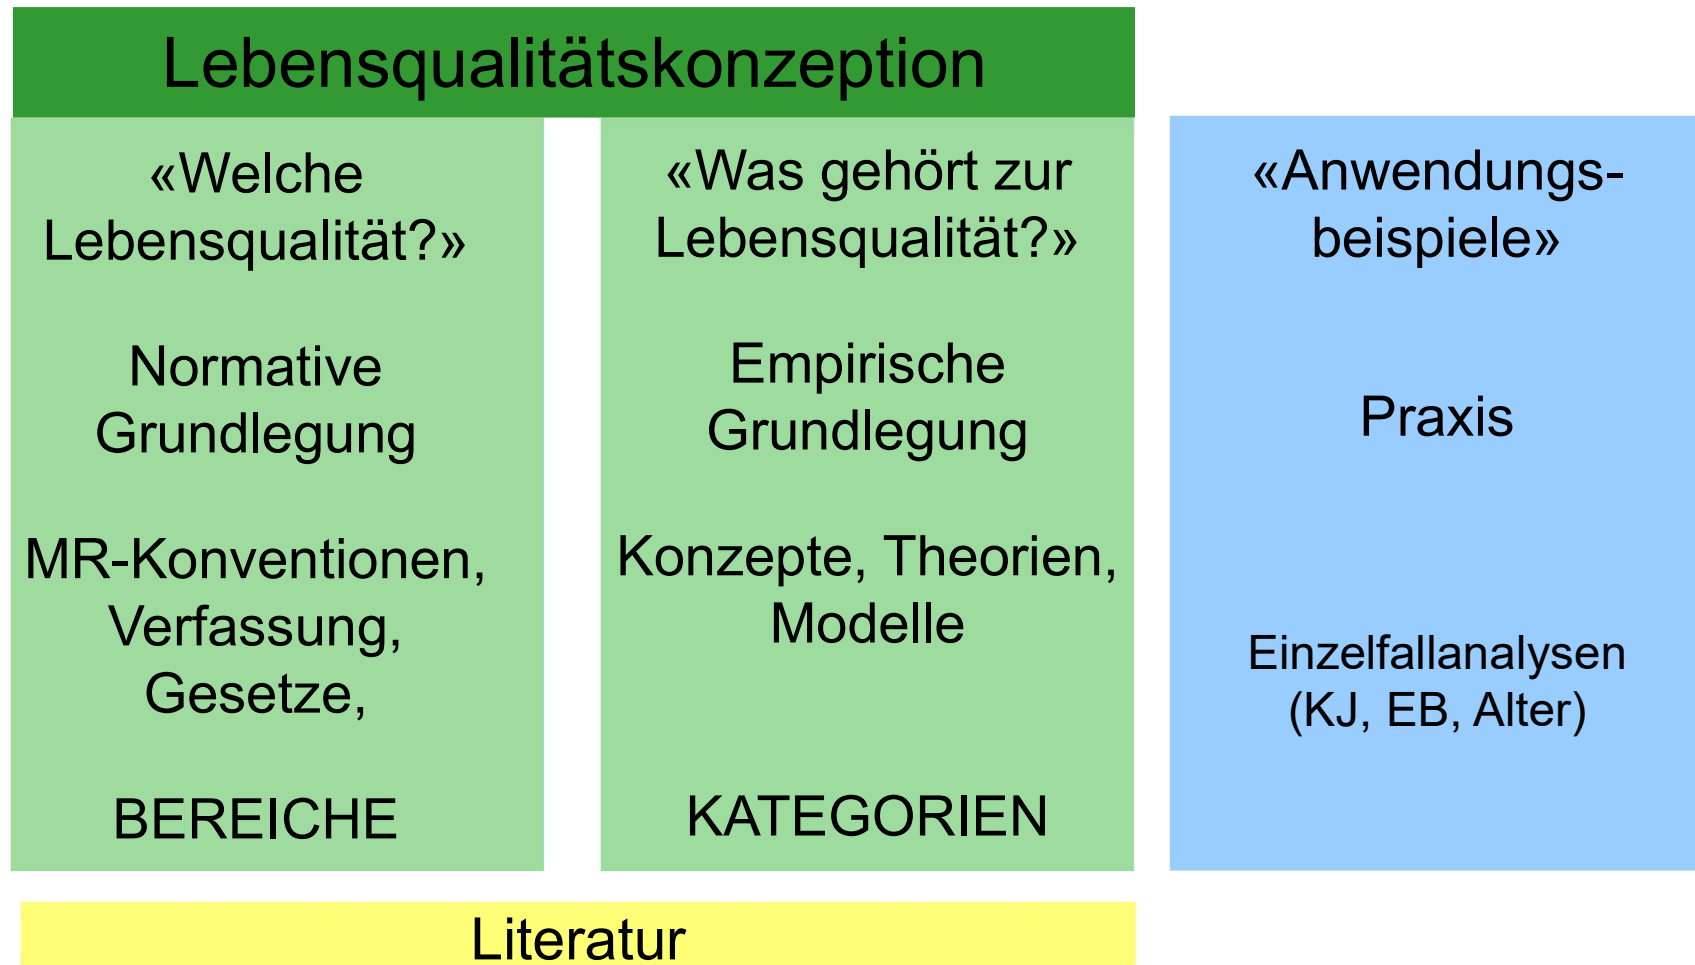 Lebensqualitätskonzeption
«Welche
Lebensqualität?»
Normative
Grundlegung
MR-Konventionen,
Verfassung,
Gesetze,
BEREICHE
«Was gehört zur
Lebensqualität?»
Empirische
Grundlegung
Konzepte, Theorien,
Modelle
KATEGORIEN
«Anwendungs-
beispiele»
Praxis
Einzelfallanalysen
(KJ, EB, Alter)
Literatur